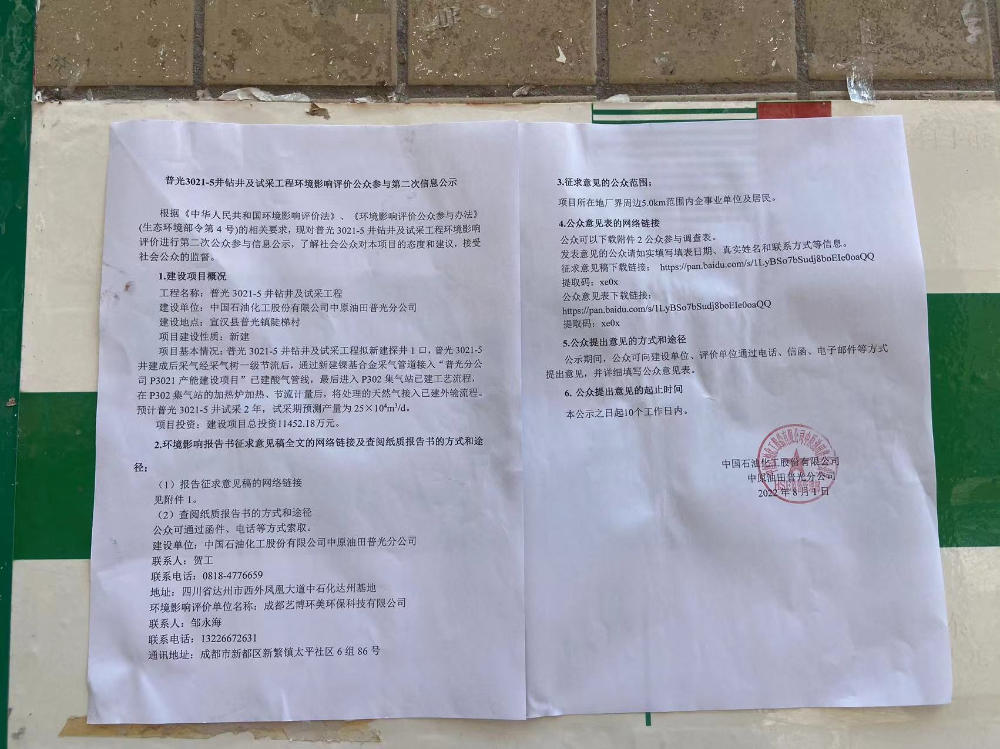 普光3021-5井钻井及试采工程环境影响评价公众参与第二次信息公示
根据《中华人民共和国环境影响评价法》、《环境影响评价公众参与办法》
(生态环境部令第 4 号)的相关要求，现对普光 3021-5 井钻井及试采工程环境影响
评价进行第二次公众参与信息公示，了解社会公众对本项目的态度和建议，接受
社会公众的监督。
1.建设项目概况
工程名称：普光 3021-5 井钻井及试采工程
建设单位：中国石油化工股份有限公司中原油田普光分公司
建设地点：宣汉县普光镇陡梯村
项目建设性质：新建
项目基本情况：普光 3021-5 井钻井及试采工程拟新建探井 1 口，普光 3021-5
井建成后采气经采气树一级节流后，通过新建镍基合金采气管道接入“普光分公
司 P3021 产能建设项目”已建酸气管线，最后进入 P302 集气站已建工艺流程，
在 P302 集气站的加热炉加热、节流计量后，将处理的天然气接入已建外输流程。
预计普光 3021-5 井试采 2 年，试采期预测产量为 25×10⁴m³/d。
项目投资：建设项目总投资11452.18万元。
2.环境影响报告书征求意见稿全文的网络链接及查阅纸质报告书的方式和途
径；
（1）报告征求意见稿的网络链接
见附件 1。
（2）查阅纸质报告书的方式和途径
公众可通过函件、电话等方式索取。
建设单位：中国石油化工股份有限公司中原油田普光分公司
联系人：贺工
联系电话：0818-4776659
地址：四川省达州市西外凤凰大道中石化达州基地
环境影响评价单位名称：成都艺博环美环保科技有限公司
联系人：邹永海
联系电话：13226672631
通讯地址：成都市新都区新繁镇太平社区 6 组 86 号
3.征求意见的公众范围；
项目所在地厂界周边5.0km范围内企事业单位及居民。
4.公众意见表的网络链接
公众可以下载附件 2 公众参与调查表。
发表意见的公众请如实填写填表日期、真实姓名和联系方式等信息。
征求意见稿下载链接： https://pan.baidu.com/s/1LyBSo7bSudj8boEIe0oaQQ
提取码：xe0x
公众意见表下载链接：
https://pan.baidu.com/s/1LyBSo7bSudj8boEIe0oaQQ
提取码：xe0x
5.公众提出意见的方式和途径
公示期间，公众可向建设单位、评价单位通过电话、信函、电子邮件等方式
提出意见，并详细填写公众意见表。
6. 公众提出意见的起止时间
本公示之日起10个工作日内。
中国石油化工股份有限公司
中原油田普光分公司
2022 年 8 月 1 日
HSE监督管理部